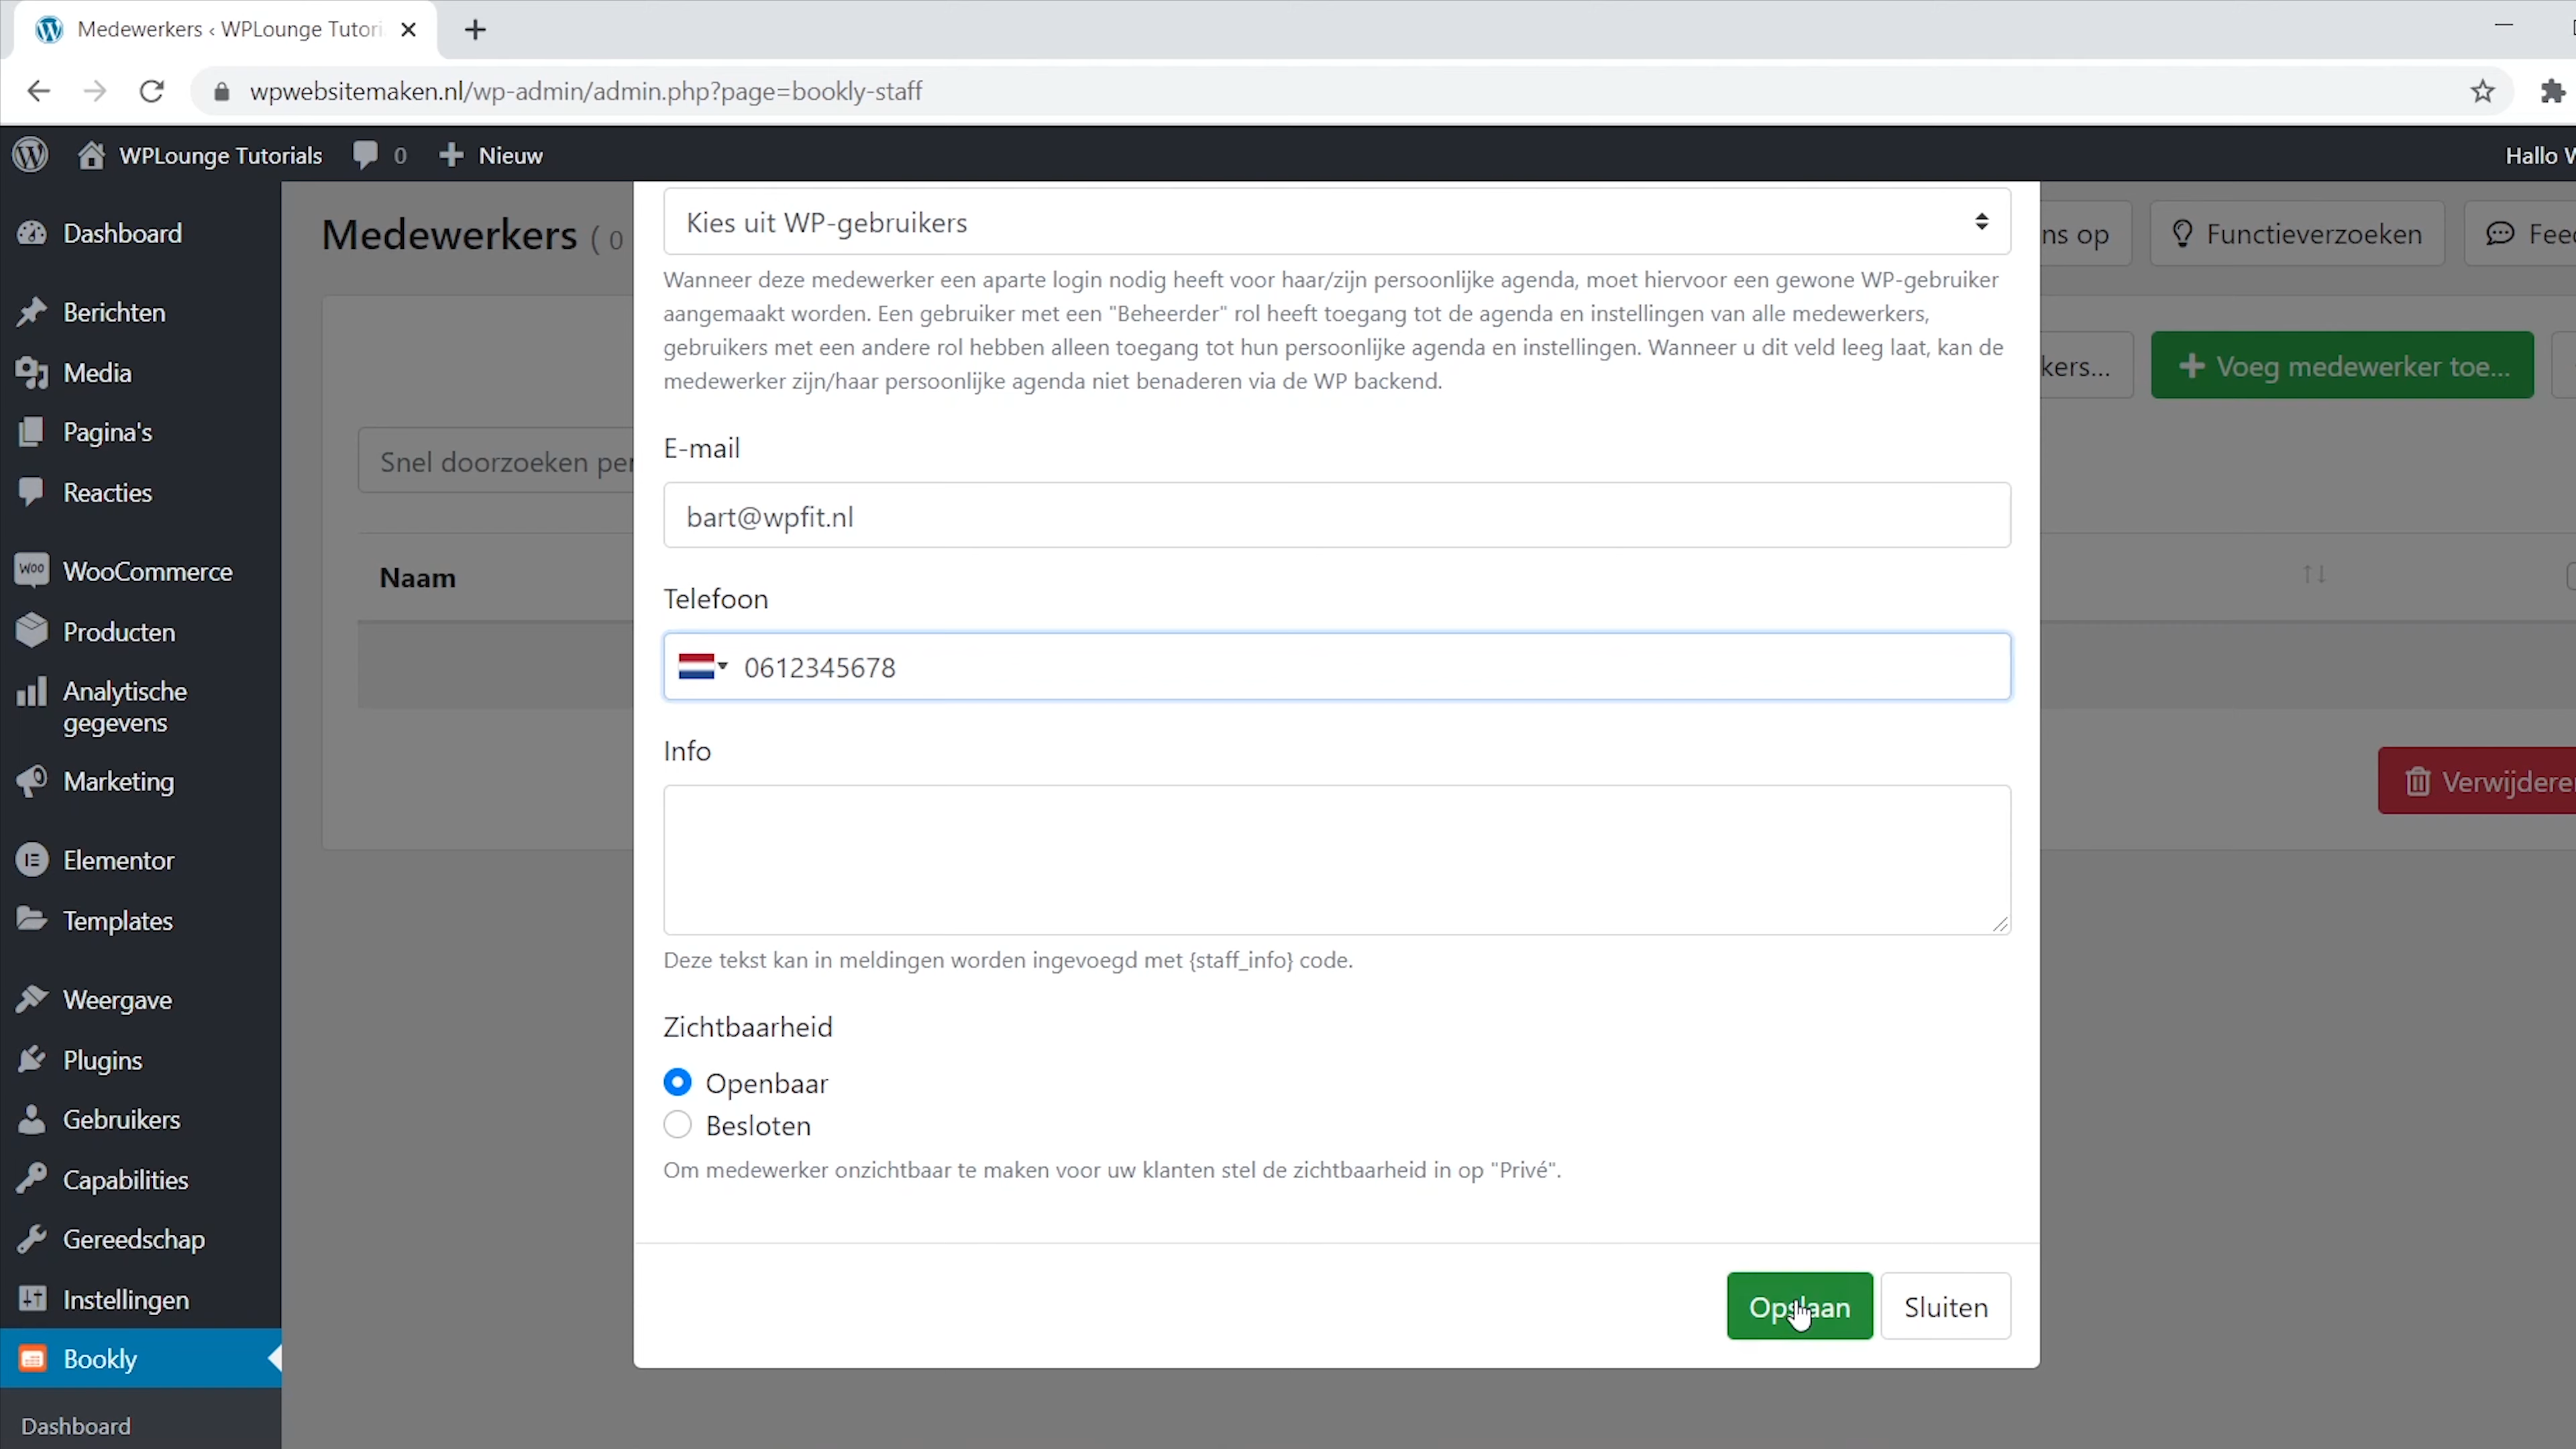 Medewerkers ‹ WPLounge Tutori
wpwebsitemaken.nl/wp-admin/admin.php?page=bookly-staff
WPLounge Tutorials
0
Nieuw
Hallo
Dashboard
Berichten
Media
Pagina's
Reacties
WooCommerce
Producten
Analytische
gegevens
Marketing
Elementor
Templates
Weergave
Plugins
Gebruikers
Capabilities
Gereedschap
Instellingen
Bookly
Dashboard
Medewerkers ( 0
ns op
Functieverzoeken
Fee
kers...
Voeg medewerker toe...
Snel doorzoeken per
Naam
Verwijdere
Kies uit WP-gebruikers
Wanneer deze medewerker een aparte login nodig heeft voor haar/zijn persoonlijke agenda, moet hiervoor een gewone WP-gebruiker
aangemaakt worden. Een gebruiker met een "Beheerder" rol heeft toegang tot de agenda en instellingen van alle medewerkers,
gebruikers met een andere rol hebben alleen toegang tot hun persoonlijke agenda en instellingen. Wanneer u dit veld leeg laat, kan de
medewerker zijn/haar persoonlijke agenda niet benaderen via de WP backend.
E-mail
bart@wpfit.nl
Telefoon
0612345678
Info
Deze tekst kan in meldingen worden ingevoegd met {staff_info} code.
Zichtbaarheid
Openbaar
Besloten
Om medewerker onzichtbaar te maken voor uw klanten stel de zichtbaarheid in op "Privé".
Opslaan
Sluiten